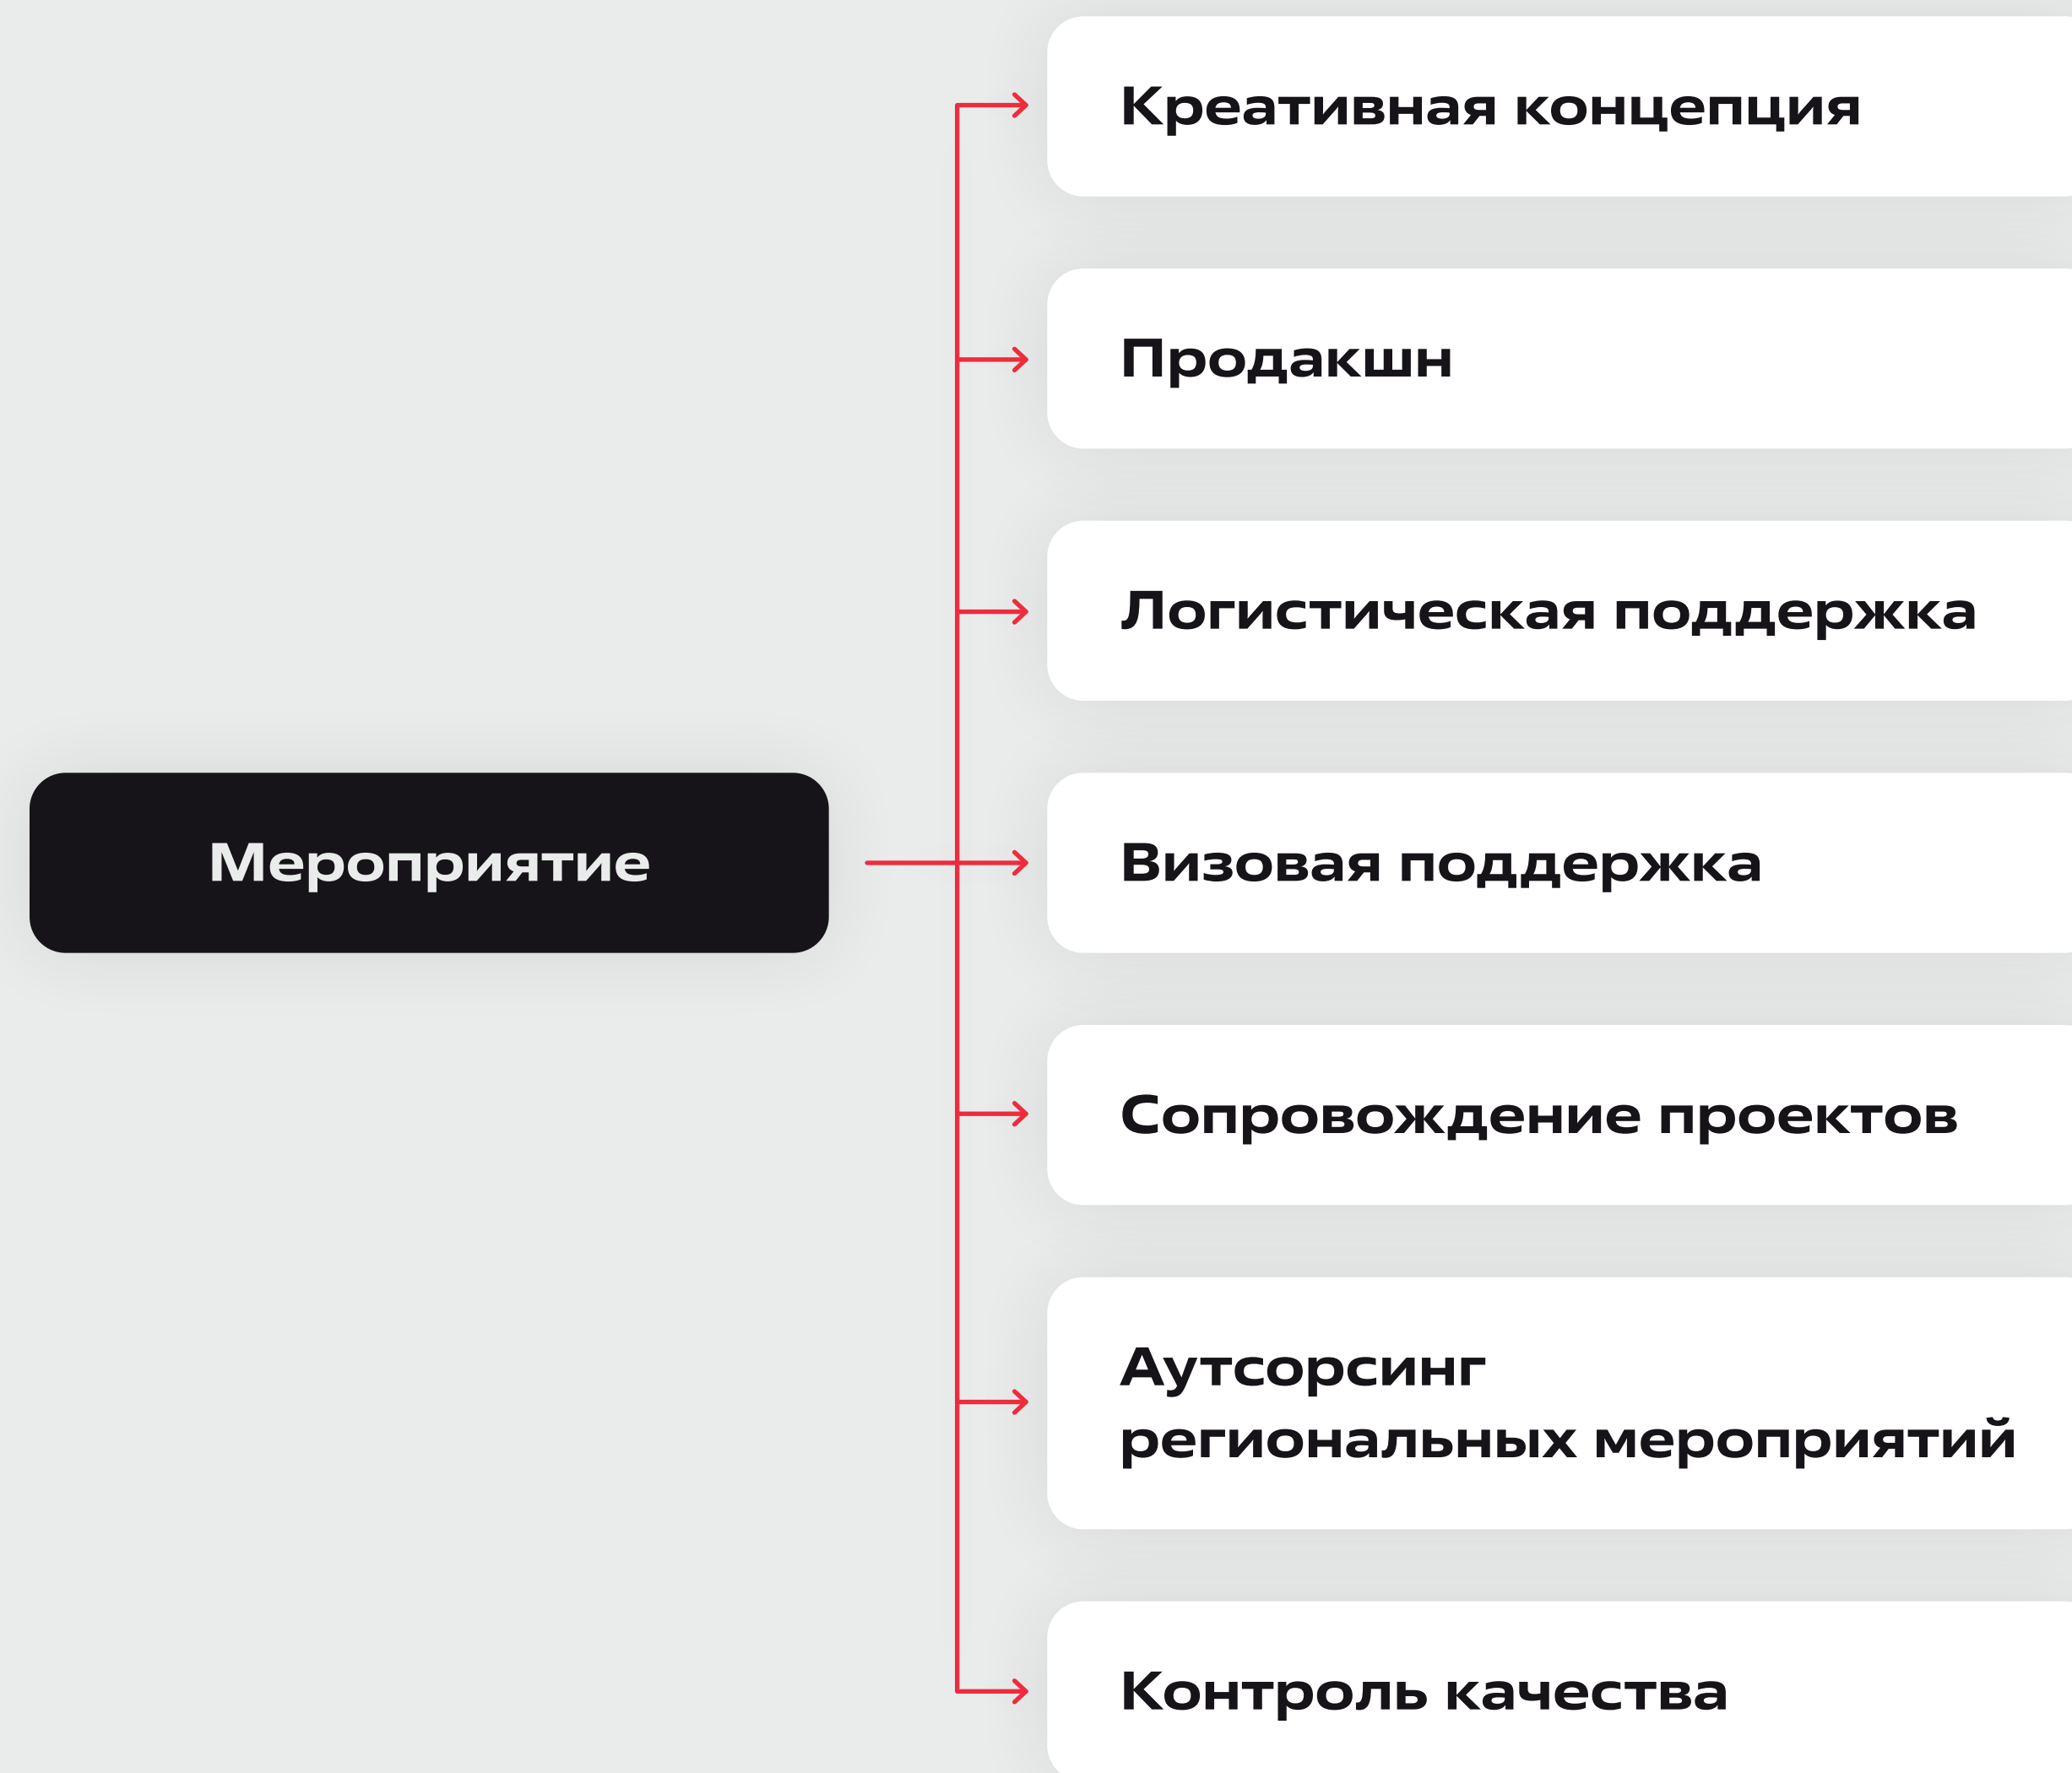 Креативная концепция
Продакшн
Логистическая поддержка
Мероприятие
Визовая поддержка
Сопровождение проектов
Аутсорсинг
региональных мероприятий
Контроль качества